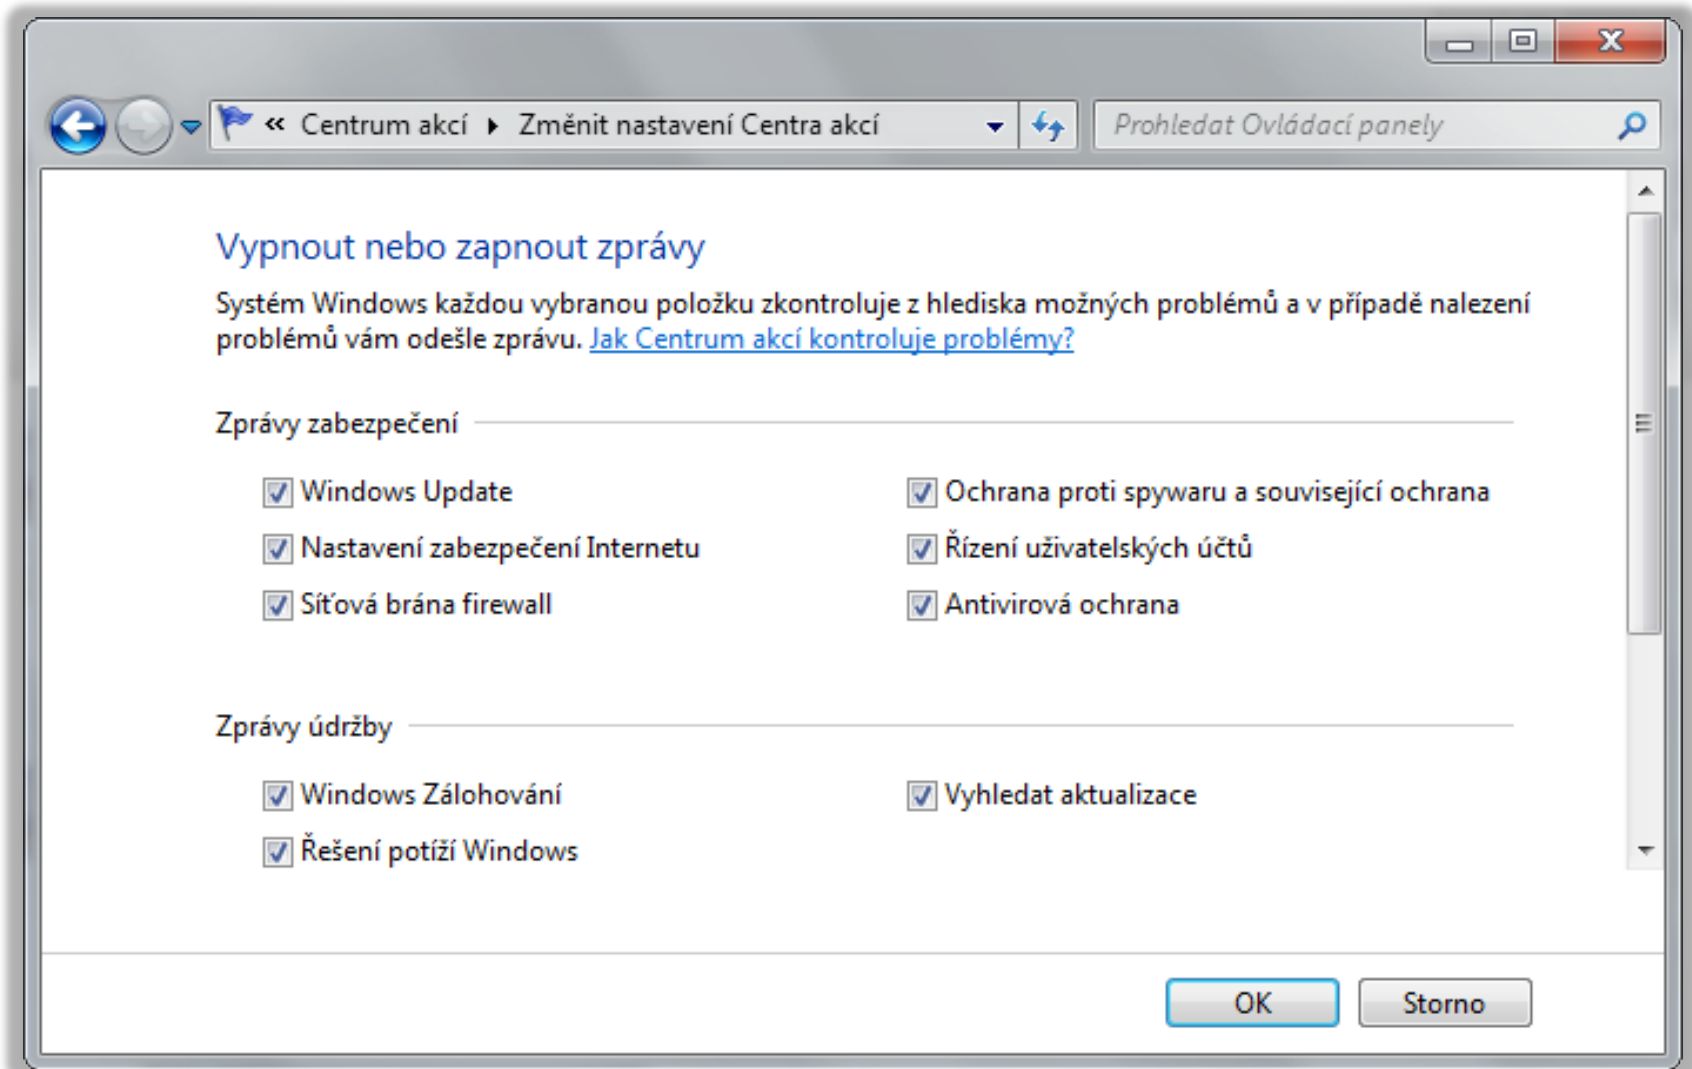 « Centrum akcí ▸ Změnit nastavení Centra akcí
Prohledat Ovládací panely
Vypnout nebo zapnout zprávy
Systém Windows každou vybranou položku zkontroluje z hlediska možných problémů a v případě nalezení
problémů vám odešle zprávu. Jak Centrum akcí kontroluje problémy?
Zprávy zabezpečení
Windows Update
Ochrana proti spywaru a související ochrana
Nastavení zabezpečení Internetu
Řízení uživatelských účtů
Síťová brána firewall
Antivirová ochrana
Zprávy údržby
Windows Zálohování
Vyhledat aktualizace
Řešení potíží Windows
OK
Storno